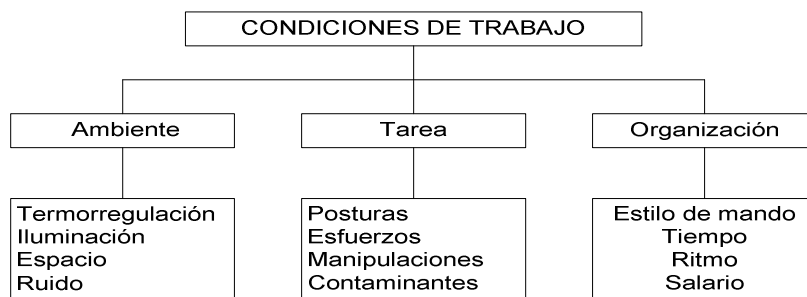 CONDICIONES DE TRABAJO
Ambiente
Tarea
Organización
Termorregulación
Iluminación
Espacio
Ruido
Posturas
Esfuerzos
Manipulaciones
Contaminantes
Estilo de mando
Tiempo
Ritmo
Salario